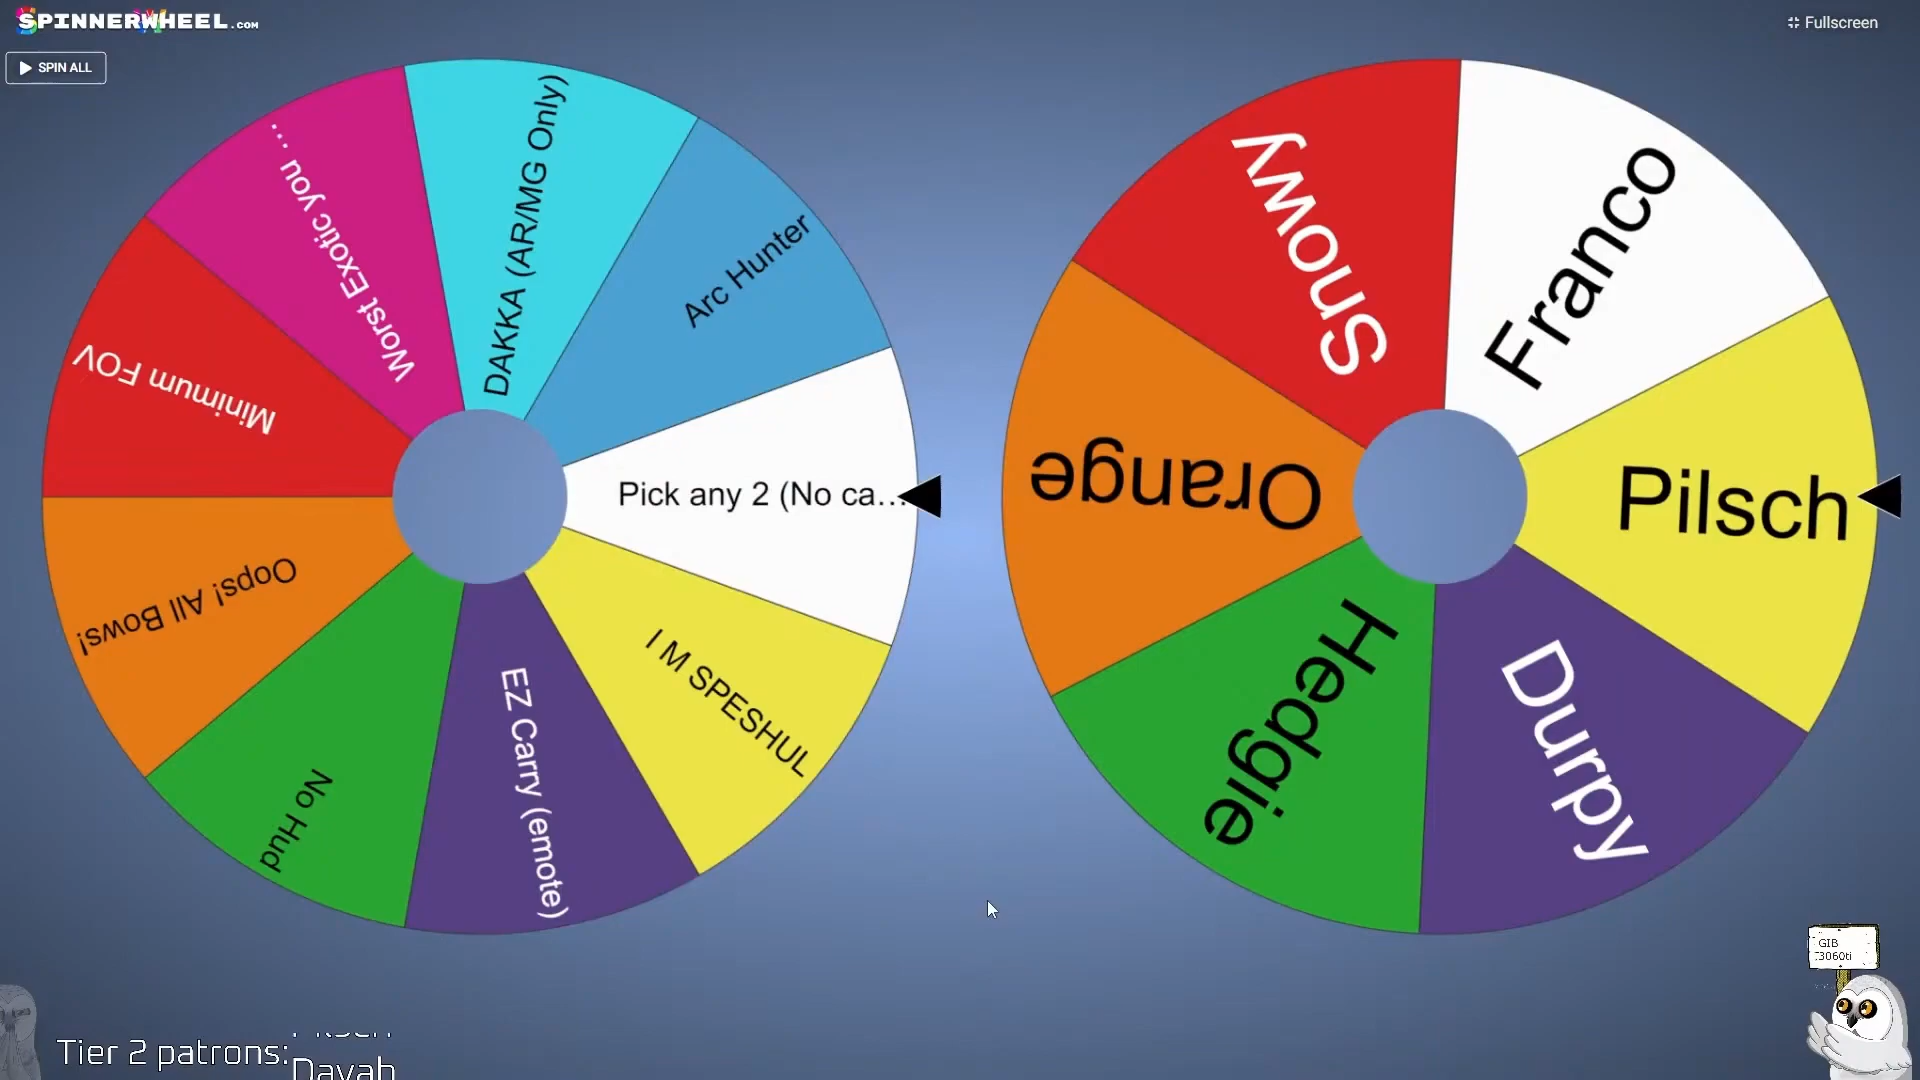 SPINNERWHEEL.COM
Fullscreen
SPIN ALL
DAKKA (AR/MG Only)
Worst Exotic you ...
Arc Hunter
Minimum FOV
Pick any 2 (No ca...
Oops! All Bows!
I M SPESHUL
EZ Carry (emote)
No Hud
Snowy
Franco
Orange
Pilsch
Hedgie
Durpy
GIB
3060ti
Tier 2 patrons:
Davah